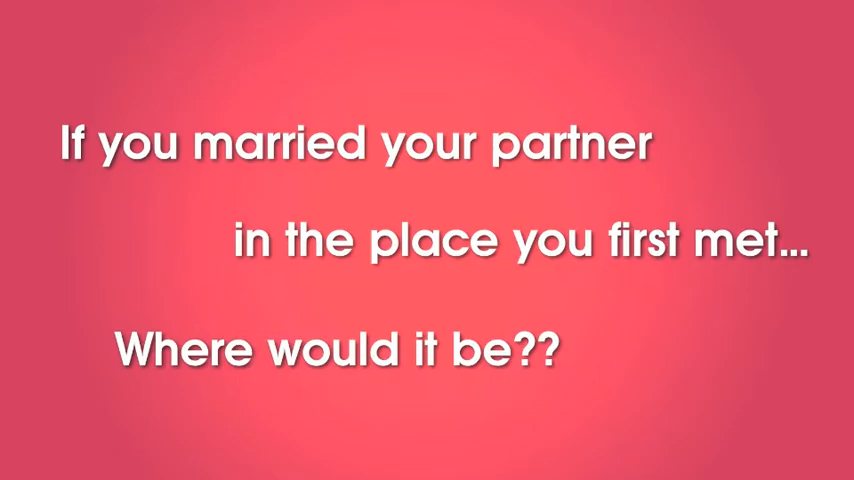 If you married your partner
in the place you first met...
Where would it be??